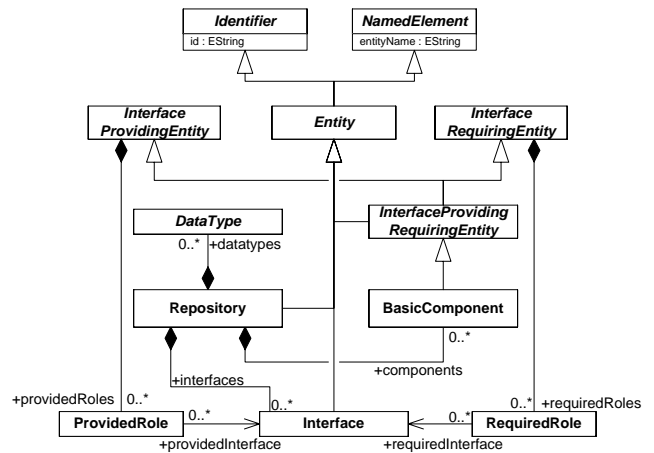 Identifier
id : EString
NamedElement
entityName : EString
Interface
ProvidingEntity
Entity
Interface
RequiringEntity
DataType
InterfaceProviding
RequiringEntity
0..*
+datatypes
Repository
BasicComponent
0..*
+interfaces
+components
+providedRoles
0..*
0..*
0..*
+requiredRoles
ProvidedRole
0..*
Interface
0..*
RequiredRole
+providedInterface
+requiredInterface